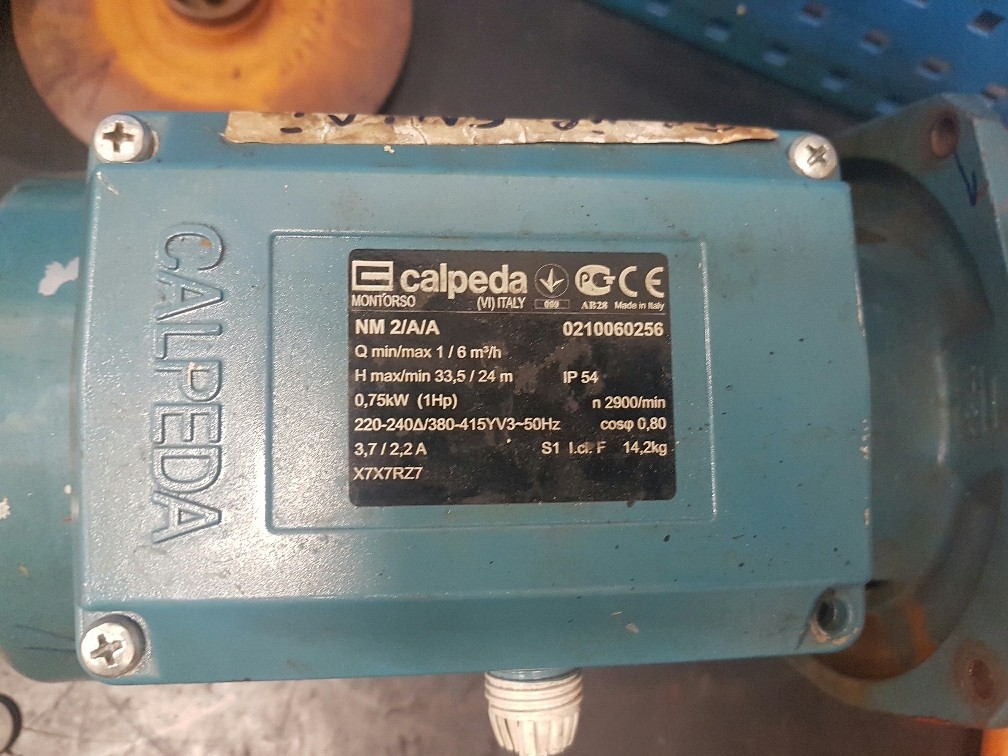 CALPEDA
calpeda
MONTORSO (VI) ITALY 009 AB28 Made in Italy
NM 2/A/A 0210060256
Q min/max 1 / 6 m³/h
H max/min 33,5 / 24 m IP 54
0,75kW (1Hp) n 2900/min
220-240Δ/380-415YV3~50Hz cosφ 0,80
3,7 / 2,2 A S1 I.cl. F 14,2kg
X7X7RZ7